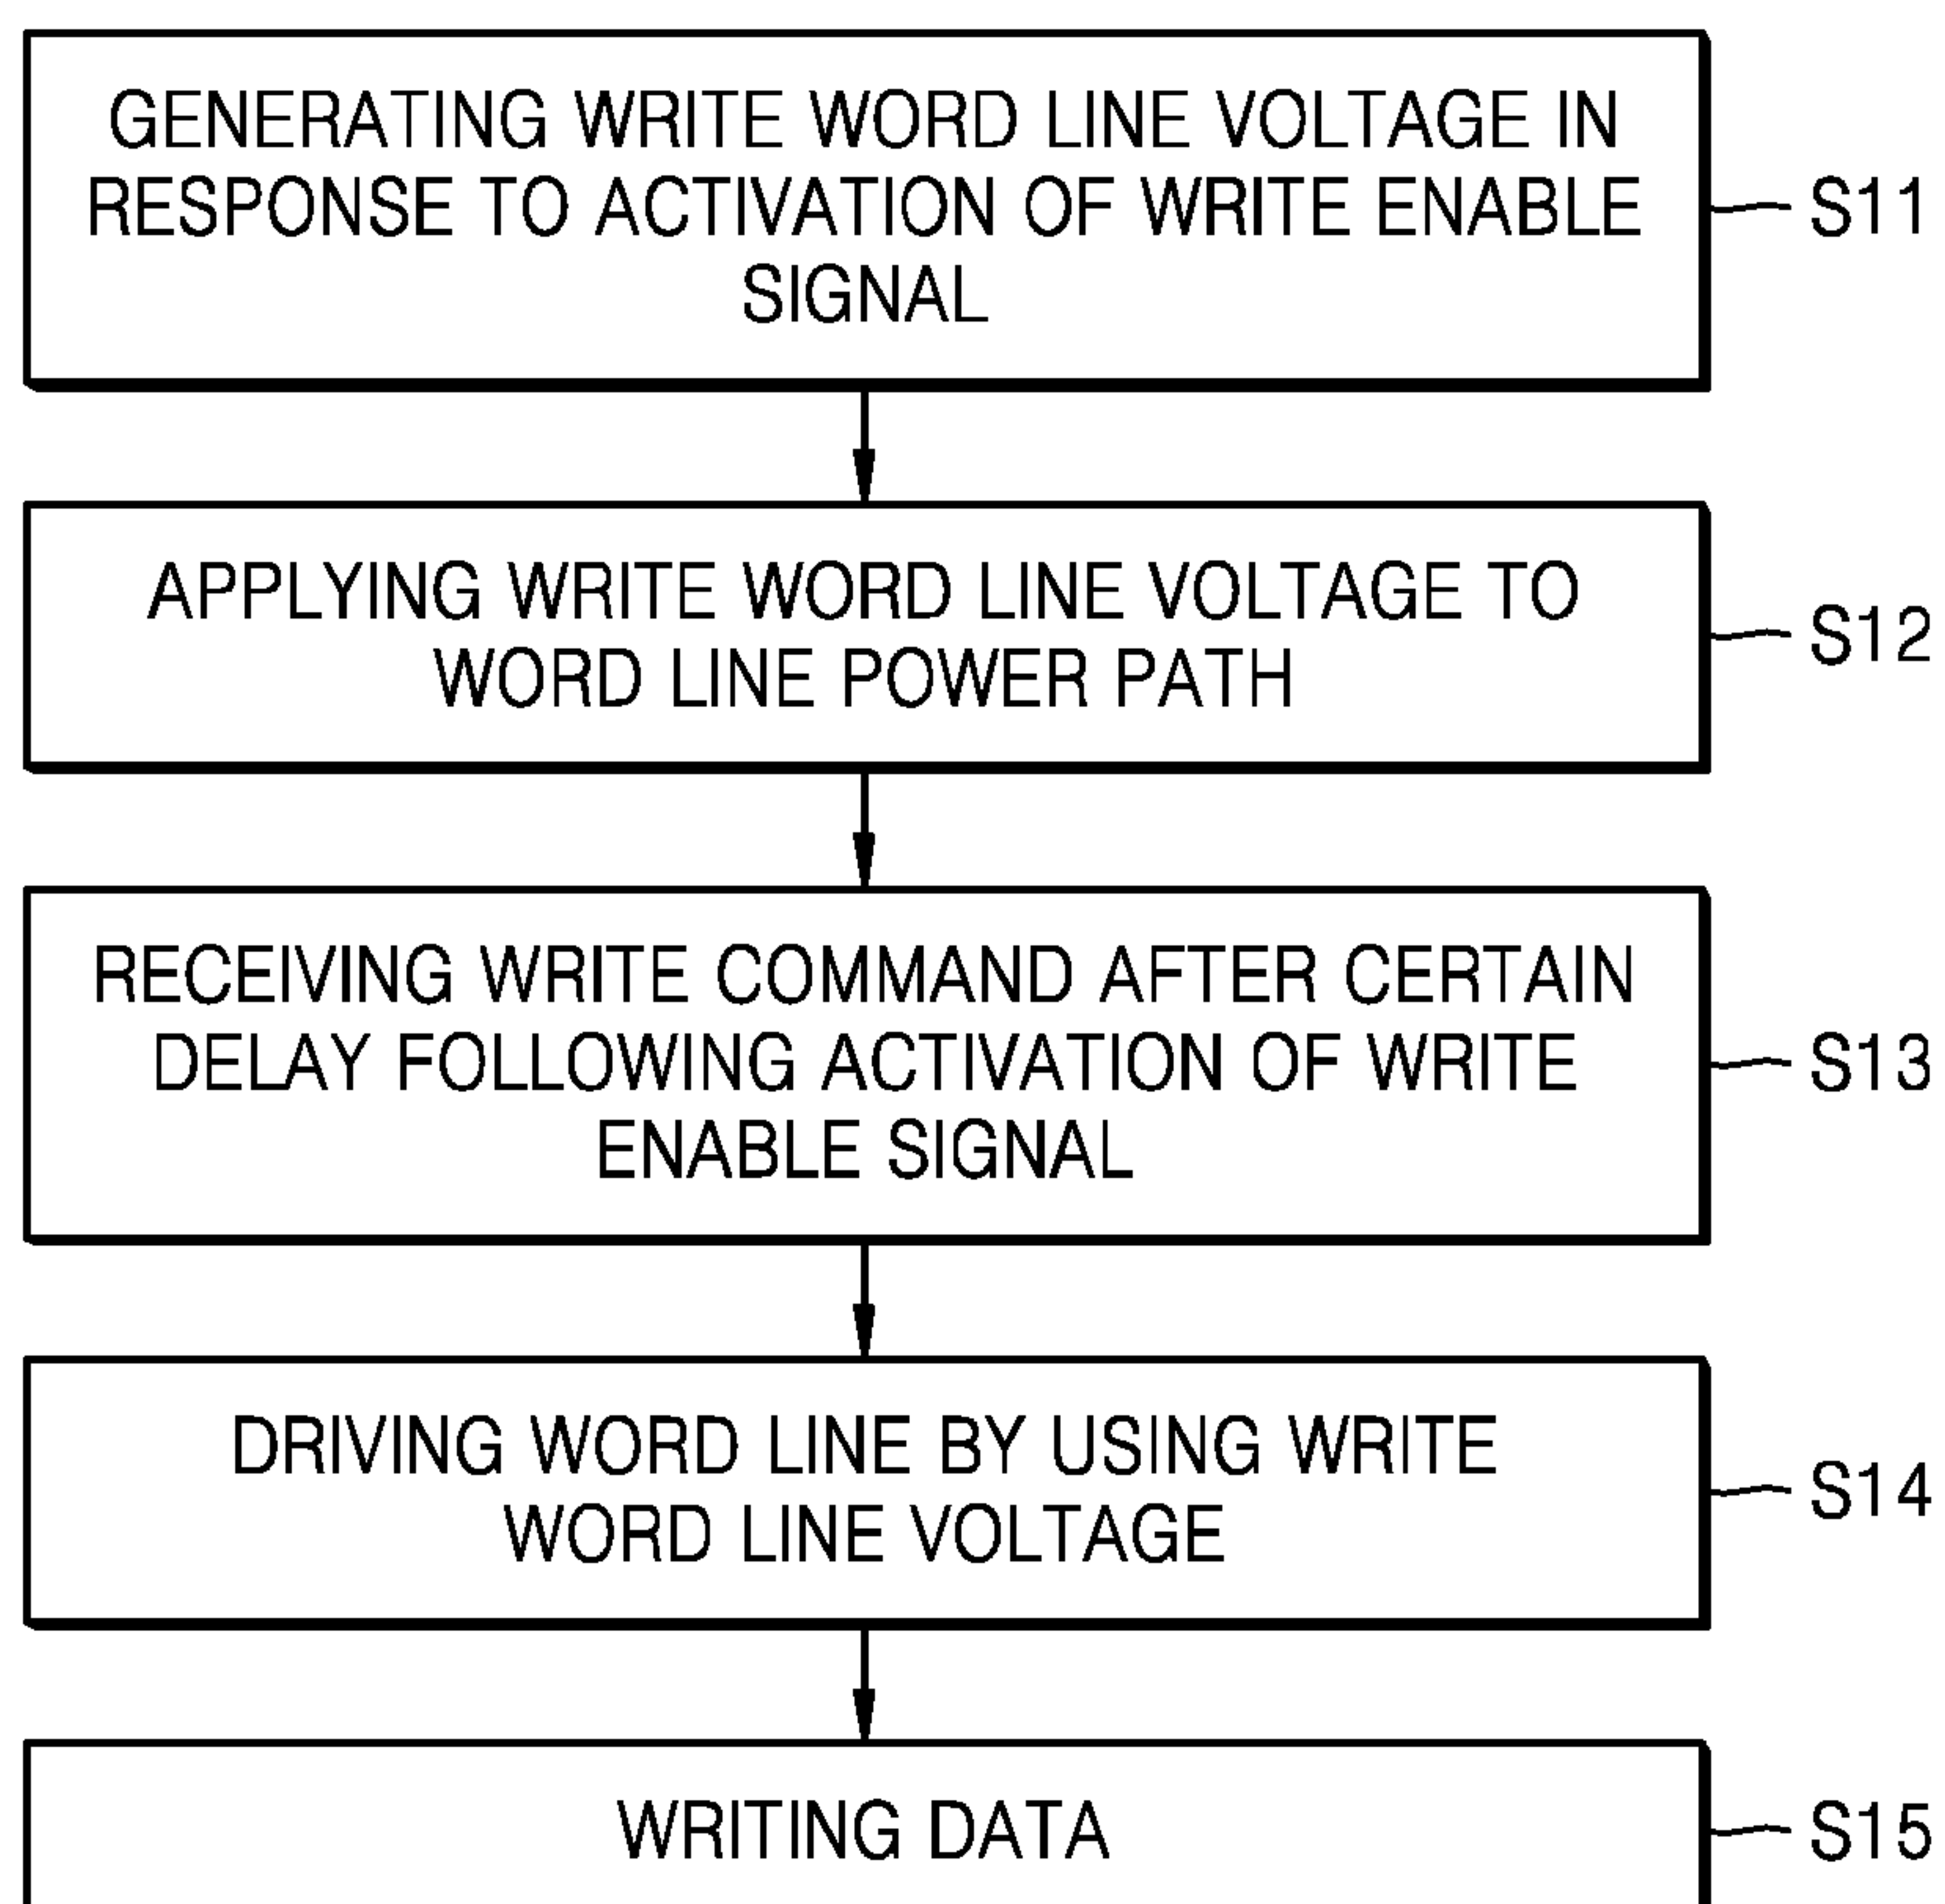 GENERATING WRITE WORD LINE VOLTAGE IN
RESPONSE TO ACTIVATION OF WRITE ENABLE
SIGNAL
S11
APPLYING WRITE WORD LINE VOLTAGE TO
WORD LINE POWER PATH
S12
RECEIVING WRITE COMMAND AFTER CERTAIN
DELAY FOLLOWING ACTIVATION OF WRITE
ENABLE SIGNAL
S13
DRIVING WORD LINE BY USING WRITE
WORD LINE VOLTAGE
S14
WRITING DATA
S15